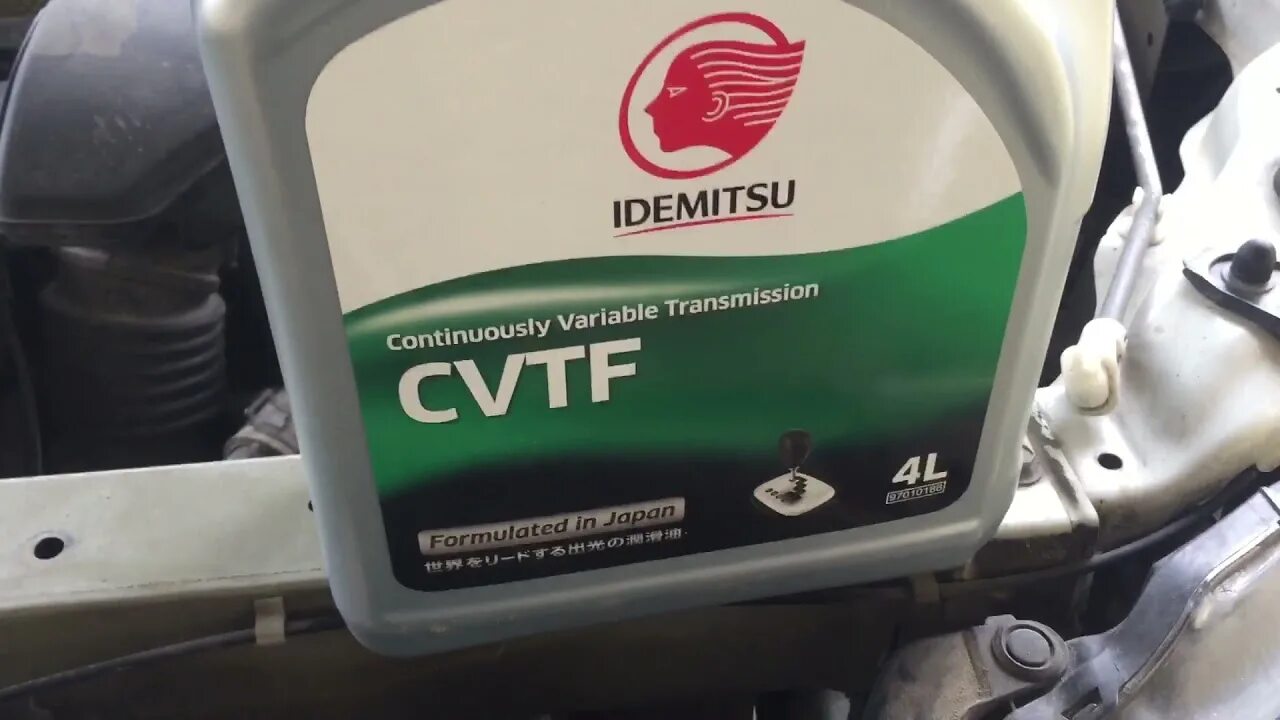 IDEMITSU
Continuously Variable Transmission
CVTF
4L
97010188
Formulated in Japan
世界をリードする出光の潤滑油.